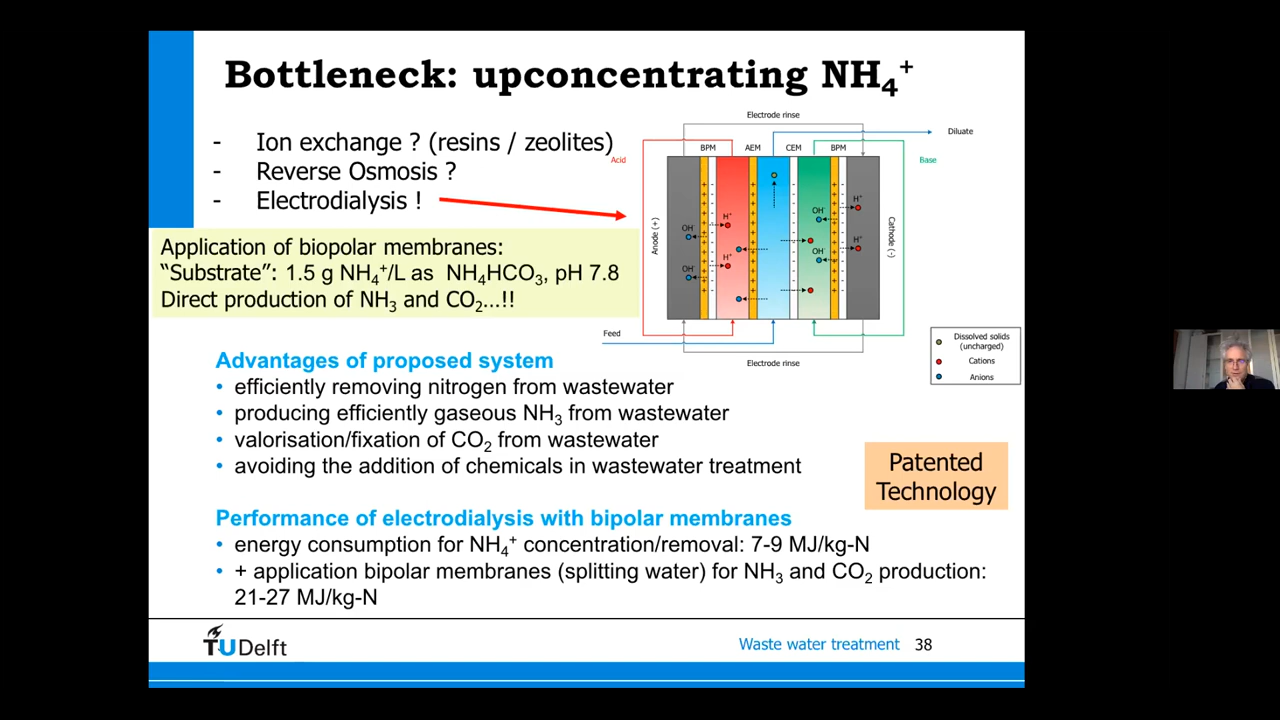 Bottleneck: upconcentrating NH₄⁺
- Ion exchange ? (resins / zeolites)
- Reverse Osmosis ?
- Electrodialysis !
Application of biopolar membranes:
“Substrate”: 1.5 g NH₄⁺/L as NH₄HCO₃, pH 7.8
Direct production of NH₃ and CO₂...!!
Electrode rinse
Diluate
Acid
BPM
AEM
CEM
BPM
Base
Anode (+)
OH⁻
OH⁻
H⁺
H⁺
OH⁻
OH⁻
H⁺
H⁺
Cathode (-)
Feed
Electrode rinse
Dissolved solids
(uncharged)
Cations
Anions
Advantages of proposed system
• efficiently removing nitrogen from wastewater
• producing efficiently gaseous NH₃ from wastewater
• valorisation/fixation of CO₂ from wastewater
• avoiding the addition of chemicals in wastewater treatment
Patented
Technology
Performance of electrodialysis with bipolar membranes
• energy consumption for NH₄⁺ concentration/removal: 7-9 MJ/kg-N
• + application bipolar membranes (splitting water) for NH₃ and CO₂ production:
21-27 MJ/kg-N
TUDelft
Waste water treatment 38